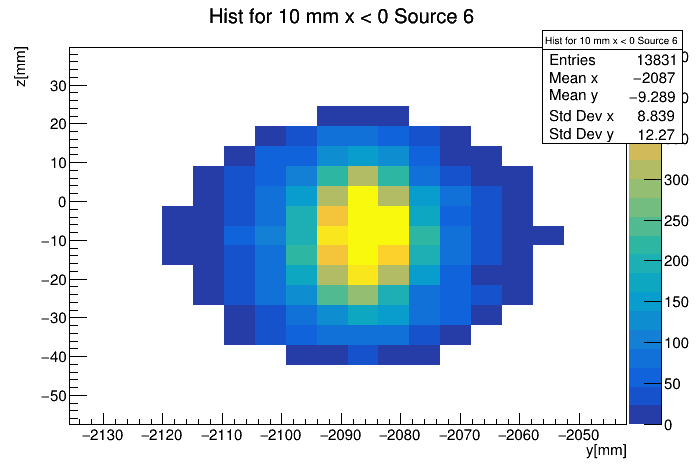 Hist for 10 mm x < 0 Source 6
z[mm]
Hist for 10 mm x < 0 Source 6
Entries 13831
Mean x −2087
Mean y −9.289
Std Dev x 8.839
Std Dev y 12.27
30
20
10
0
−10
−20
−30
−40
−50
−2130 −2120 −2110 −2100 −2090 −2080 −2070 −2060 −2050
y[mm]
300
250
200
150
100
50
0